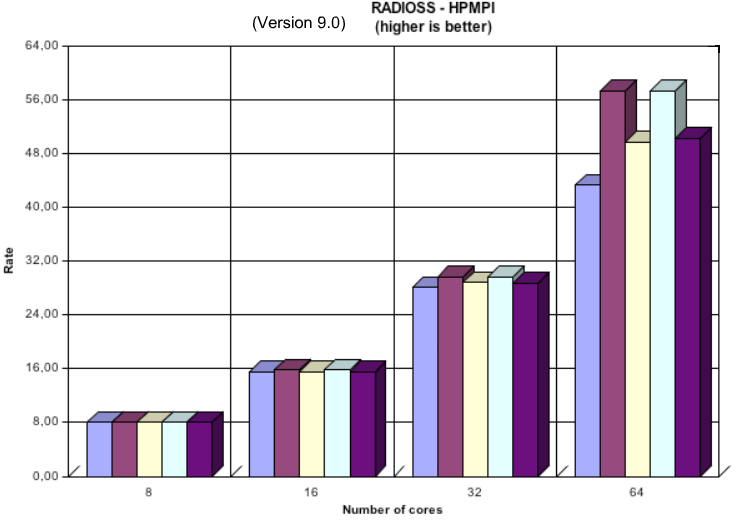 RADIOSS - HPMPI
(Version 9.0)
(higher is better)
64,00
56,00
48,00
40,00
32,00
24,00
16,00
8,00
0,00
Rate
8
16
32
64
Number of cores